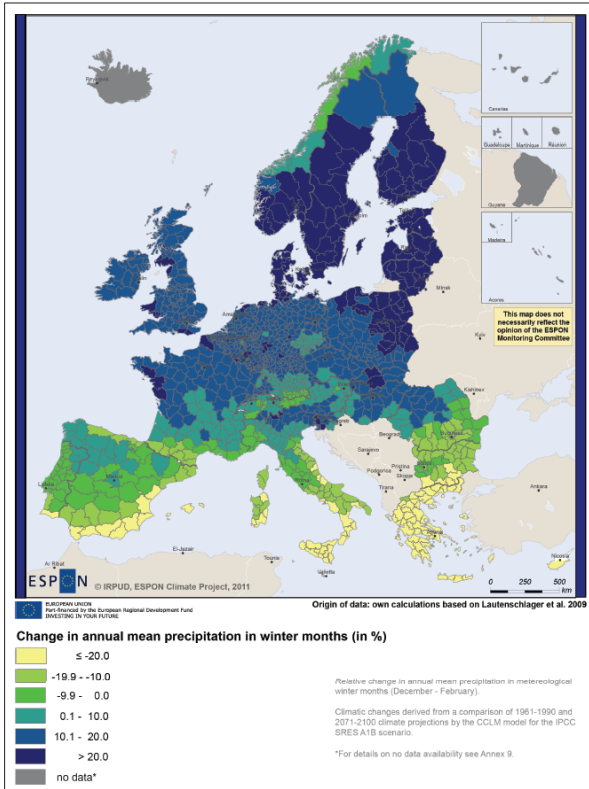 Reykjavik
Canarias
Guadeloupe Martinique Réunion
Guyane
Madeira
Acores
This map does not
necessarily reflect the
opinion of the ESPON
Monitoring Committee
Minsk
Kiev
Kishinev
Zagreb
Beograd
Sarajevo
Podgorica
Pristina
Skopje
Tirana
Ankara
Nicosia
Valletta
Tounis
El-Jazair
Ar Ribat
ESPON
© IRPUD, ESPON Climate Project, 2011
0 250 500
km
EUROPEAN UNION
Part-financed by the European Regional Development Fund
INVESTING IN YOUR FUTURE
Origin of data: own calculations based on Lautenschlager et al. 2009
Change in annual mean precipitation in winter months (in %)
≤ -20.0
-19.9 - -10.0
-9.9 - 0.0
0.1 - 10.0
10.1 - 20.0
> 20.0
no data*
Relative change in annual mean precipitation in metereological
winter months (December - February).
Climatic changes derived from a comparison of 1961-1990 and
2071-2100 climate projections by the CCLM model for the IPCC
SRES A1B scenario.
*For details on no data availability see Annex 9.